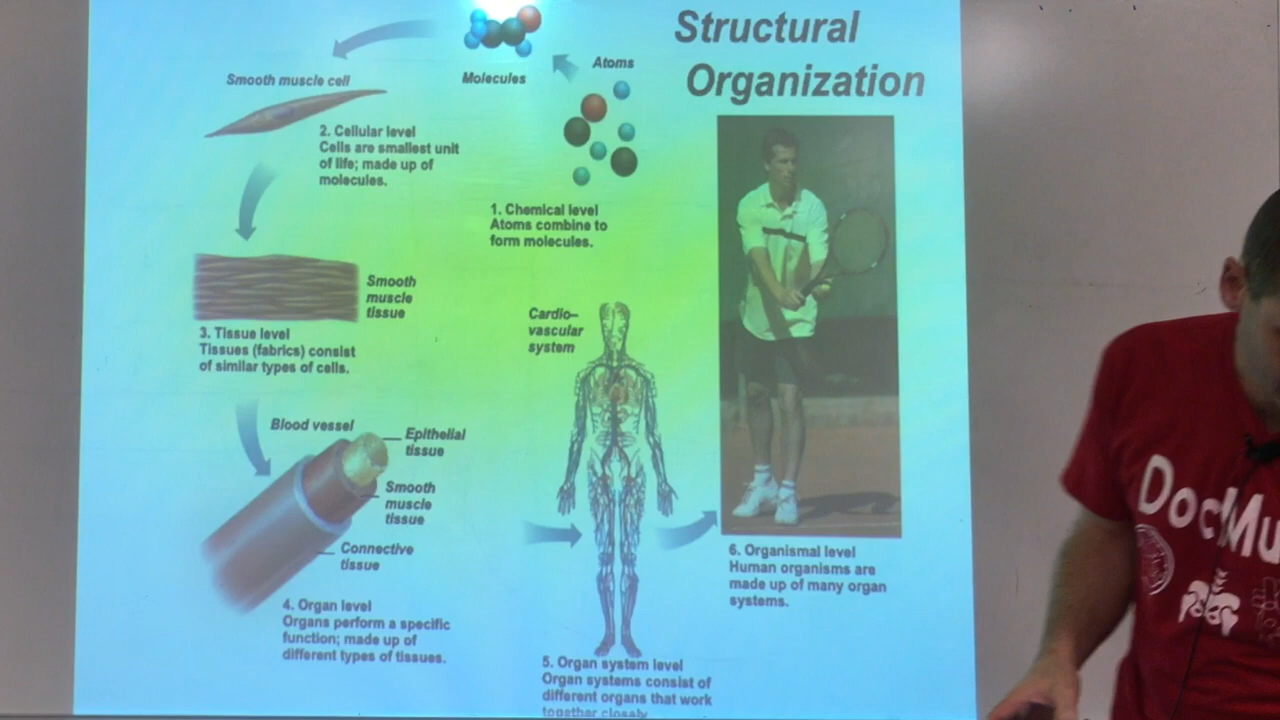 Structural
Organization
Molecules
Atoms
Smooth muscle cell
2. Cellular level
Cells are smallest unit
of life; made up of
molecules.
1. Chemical level
Atoms combine to
form molecules.
Smooth
muscle
tissue
3. Tissue level
Tissues (fabrics) consist
of similar types of cells.
Cardio–
vascular
system
Blood vessel
Epithelial
tissue
Smooth
muscle
tissue
Connective
tissue
4. Organ level
Organs perform a specific
function; made up of
different types of tissues.
5. Organ system level
Organ systems consist of
different organs that work
together closely
6. Organismal level
Human organisms are
made up of many organ
systems.
Doc Mu